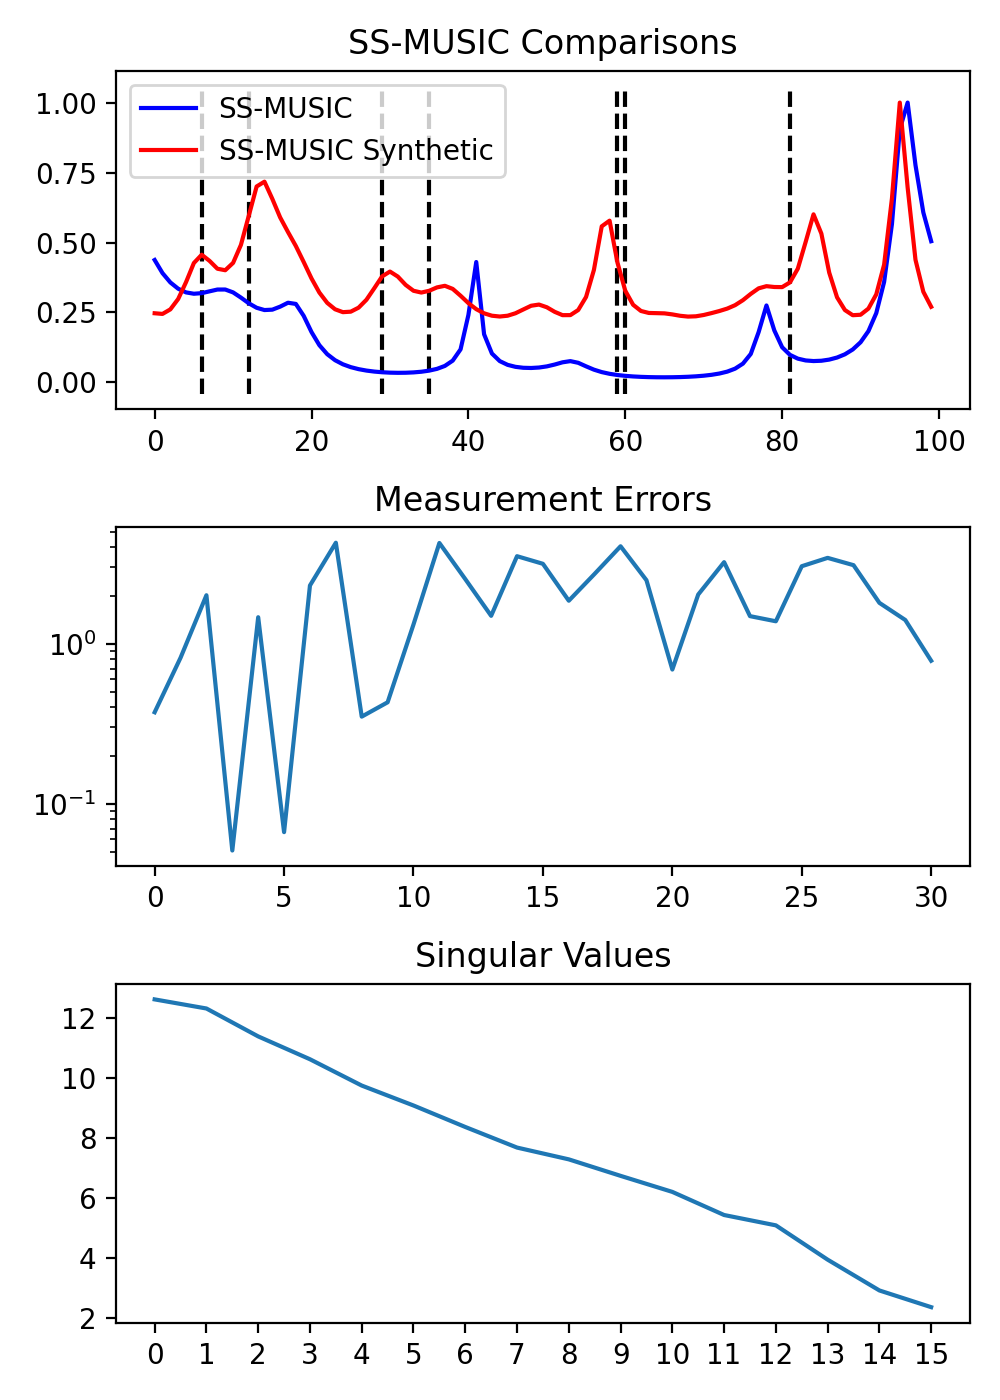 SS-MUSIC Comparisons
SS-MUSIC
SS-MUSIC Synthetic
1.00
0.75
0.50
0.25
0.00
0 20 40 60 80 100
Measurement Errors
10⁰
10⁻¹
0 5 10 15 20 25 30
Singular Values
12
10
8
6
4
2
0 1 2 3 4 5 6 7 8 9 10 11 12 13 14 15